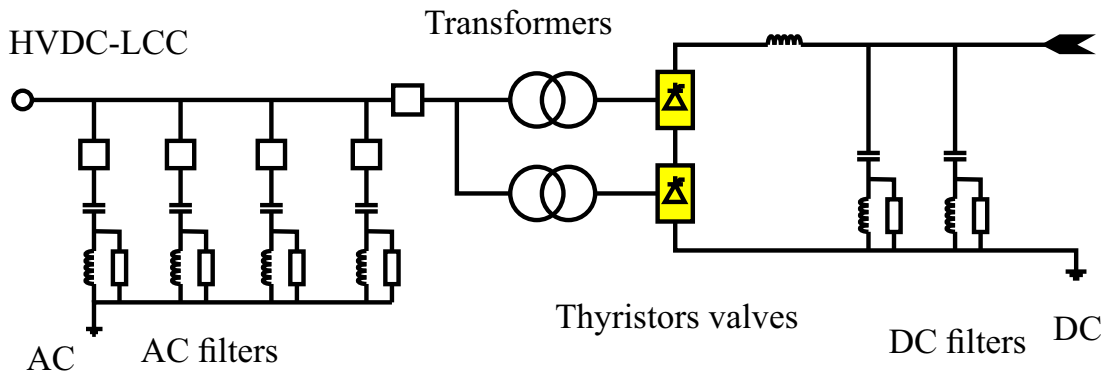 Transformers
HVDC-LCC
Thyristors valves
AC
AC filters
DC filters
DC